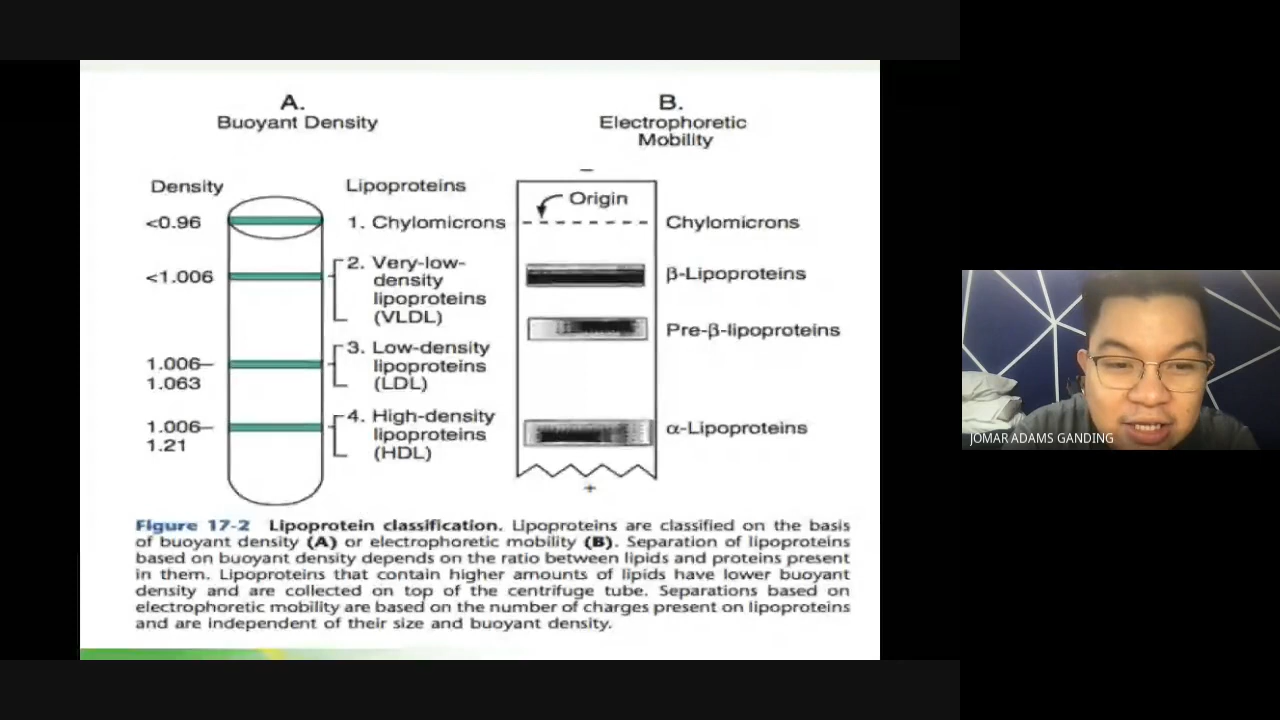 A.
Buoyant Density
Density
Lipoproteins
<0.96
1. Chylomicrons
<1.006
2. Very-low-
density
lipoproteins
(VLDL)
1.006–
1.063
3. Low-density
lipoproteins
(LDL)
1.006–
1.21
4. High-density
lipoproteins
(HDL)
B.
Electrophoretic
Mobility
–
Origin
Chylomicrons
β-Lipoproteins
Pre-β-lipoproteins
α-Lipoproteins
+
Figure 17-2 Lipoprotein classification. Lipoproteins are classified on the basis
of buoyant density (A) or electrophoretic mobility (B). Separation of lipoproteins
based on buoyant density depends on the ratio between lipids and proteins present
in them. Lipoproteins that contain higher amounts of lipids have lower buoyant
density and are collected on top of the centrifuge tube. Separations based on
electrophoretic mobility are based on the number of charges present on lipoproteins
and are independent of their size and buoyant density.
JOMAR ADAMS GANDING